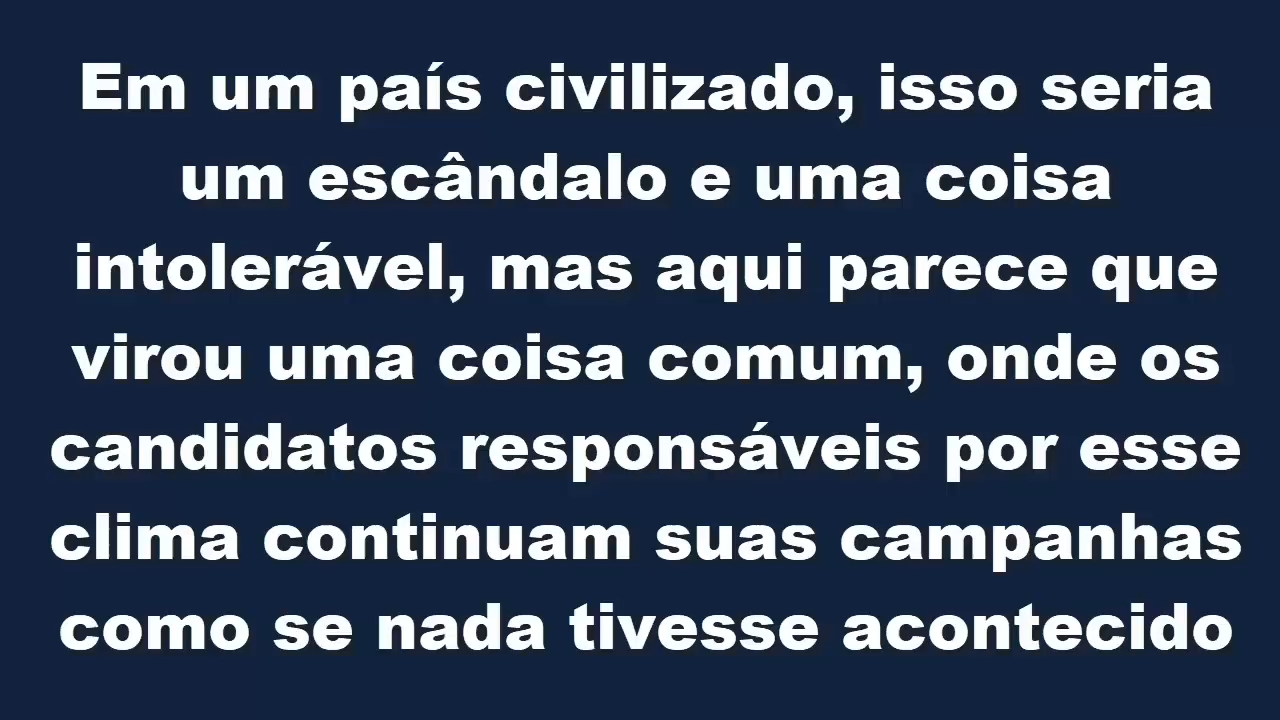 Em um país civilizado, isso seria
um escândalo e uma coisa
intolerável, mas aqui parece que
virou uma coisa comum, onde os
candidatos responsáveis por esse
clima continuam suas campanhas
como se nada tivesse acontecido